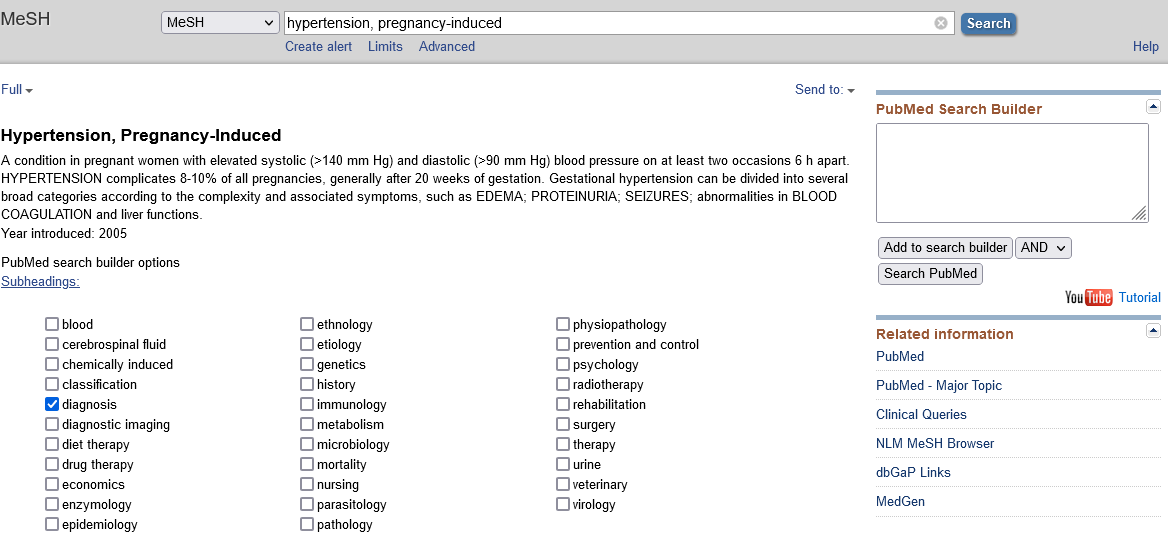 MeSH
MeSH
hypertension, pregnancy-induced
Search
Create alert Limits Advanced
Help
Full
Send to:
Hypertension, Pregnancy-Induced
A condition in pregnant women with elevated systolic (>140 mm Hg) and diastolic (>90 mm Hg) blood pressure on at least two occasions 6 h apart.
HYPERTENSION complicates 8-10% of all pregnancies, generally after 20 weeks of gestation. Gestational hypertension can be divided into several
broad categories according to the complexity and associated symptoms, such as EDEMA; PROTEINURIA; SEIZURES; abnormalities in BLOOD
COAGULATION and liver functions.
Year introduced: 2005
PubMed search builder options
Subheadings:
blood
cerebrospinal fluid
chemically induced
classification
diagnosis
diagnostic imaging
diet therapy
drug therapy
economics
enzymology
epidemiology
ethnology
etiology
genetics
history
immunology
metabolism
microbiology
mortality
nursing
parasitology
pathology
physiopathology
prevention and control
psychology
radiotherapy
rehabilitation
surgery
therapy
urine
veterinary
virology
PubMed Search Builder
Add to search builder AND
Search PubMed
YouTube Tutorial
Related information
PubMed
PubMed - Major Topic
Clinical Queries
NLM MeSH Browser
dbGaP Links
MedGen